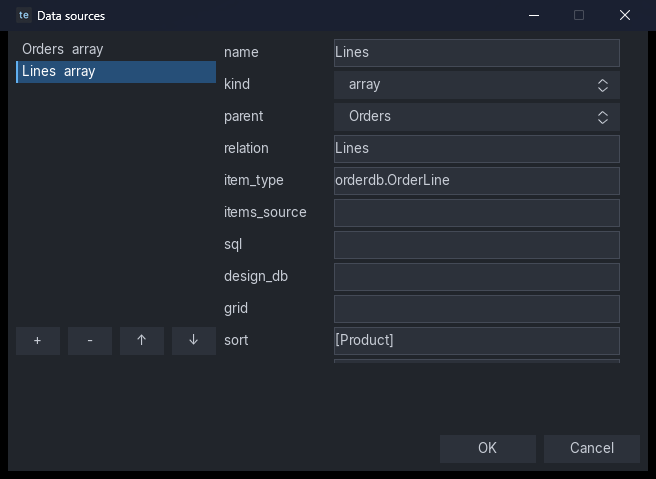 te Data sources
Orders array
Lines array
name Lines
kind array
parent Orders
relation Lines
item_type orderdb.OrderLine
items_source
sql
design_db
grid
sort [Product]
+ - ↑ ↓
OK Cancel